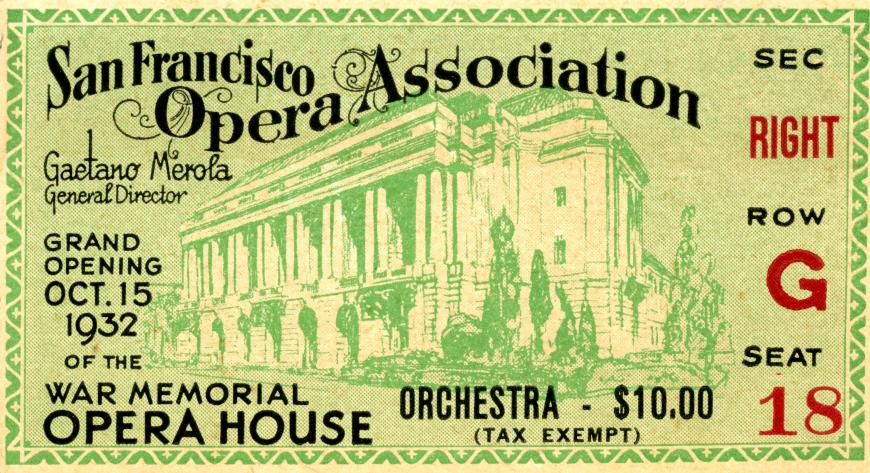 San Francisco
Opera Association
Gaetano Merola
General Director
GRAND
OPENING
OCT. 15
1932
OF THE
WAR MEMORIAL
OPERA HOUSE
ORCHESTRA - $10.00
(TAX EXEMPT)
SEC
RIGHT
ROW
G
SEAT
18